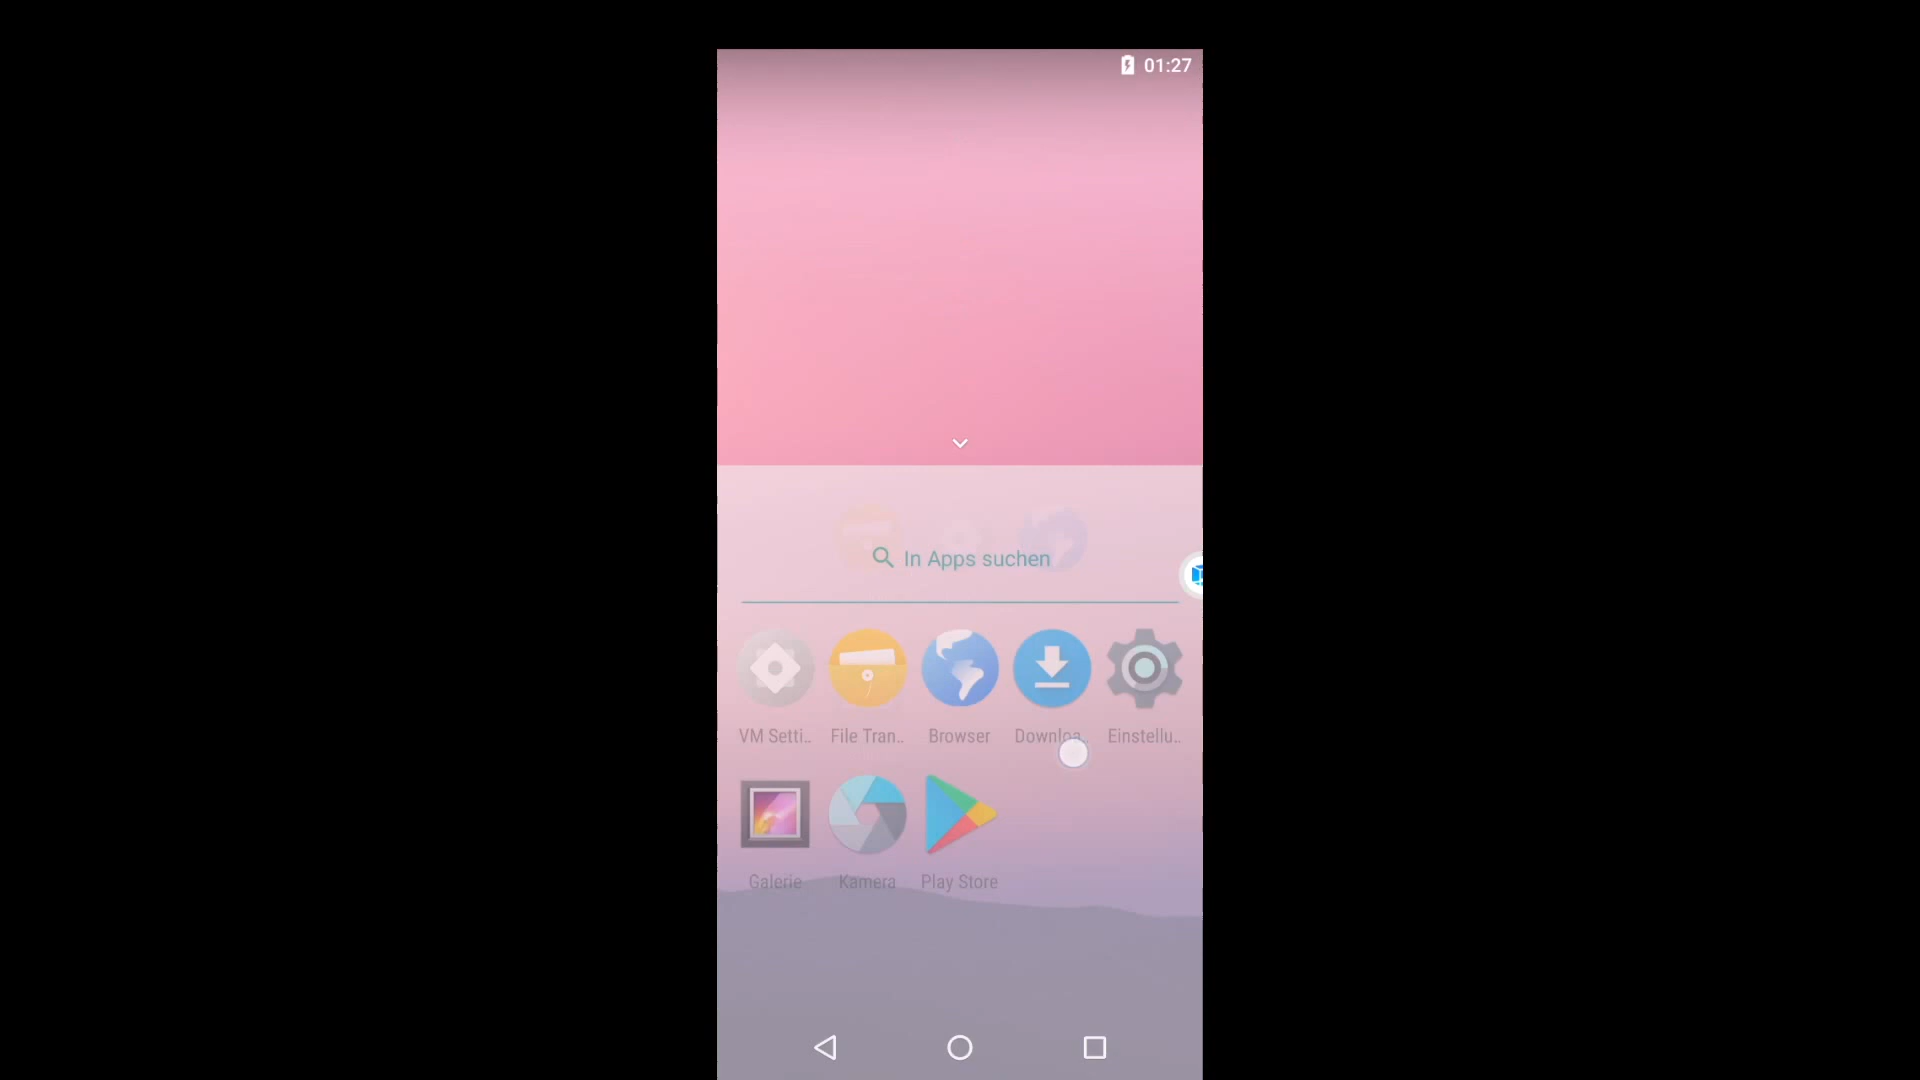 01:27
In Apps suchen
VM Setti..
File Tran..
Browser
Downloa..
Einstellu..
Galerie
Kamera
Play Store